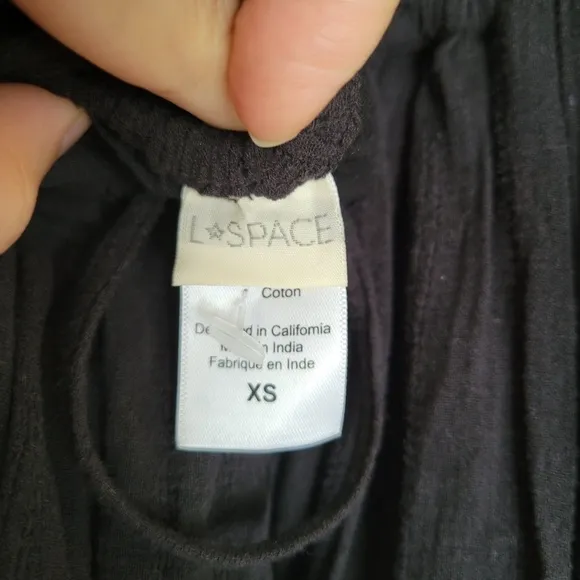 L☆SPACE
Coton
Designed in California
Made in India
Fabriqué en Inde
XS